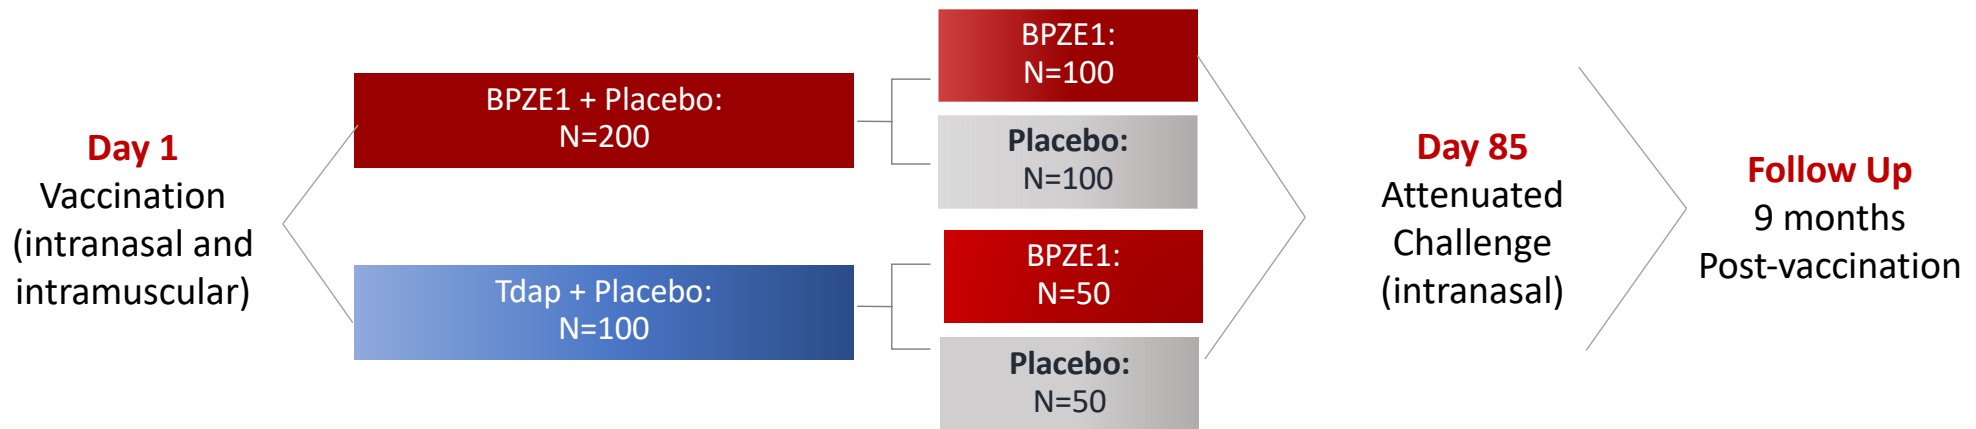 Day 1
Vaccination
(intranasal and
intramuscular)
BPZE1 + Placebo:
N=200
Tdap + Placebo:
N=100
BPZE1:
N=100
Placebo:
N=100
BPZE1:
N=50
Placebo:
N=50
Day 85
Attenuated
Challenge
(intranasal)
Follow Up
9 months
Post-vaccination